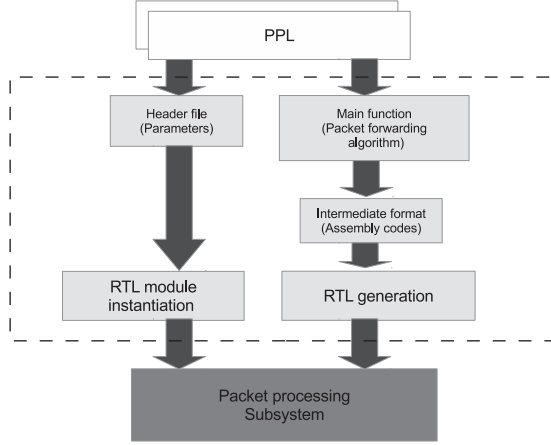 PPL
Header file
(Parameters)
Main function
(Packet forwarding
algorithm)
Intermediate format
(Assembly codes)
RTL module
instantiation
RTL generation
Packet processing
Subsystem